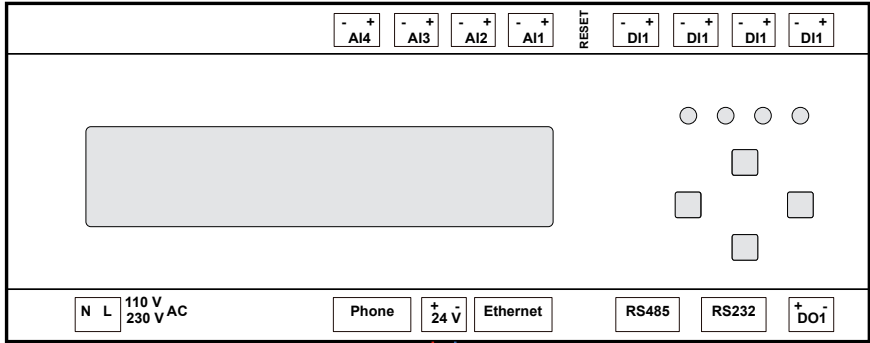 - + - + - + - + - + - + - + - +
AI4 AI3 AI2 AI1 RESET DI1 DI1 DI1 DI1
N L 110 V 230 V AC Phone + - 24 V Ethernet RS485 RS232 + - DO1